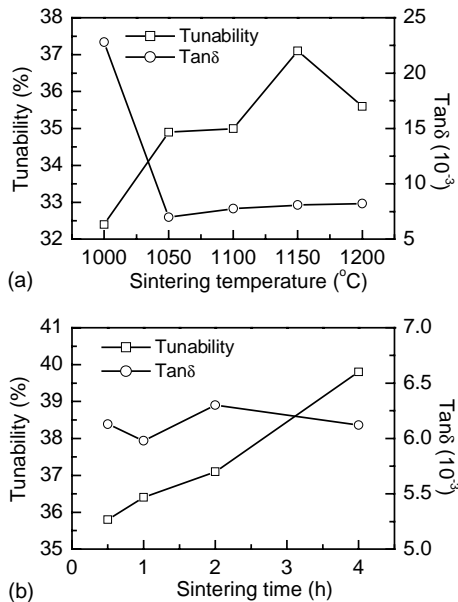 38
37
36
35
34
33
32
Tunability (%)
Tunability
Tanδ
25
20
15
10
5
Tanδ (10⁻³)
1000 1050 1100 1150 1200
(a) Sintering temperature (°C)
41
40
39
38
37
36
35
Tunability (%)
Tunability
Tanδ
7.0
6.5
6.0
5.5
5.0
Tanδ (10⁻³)
0 1 2 3 4
(b) Sintering time (h)